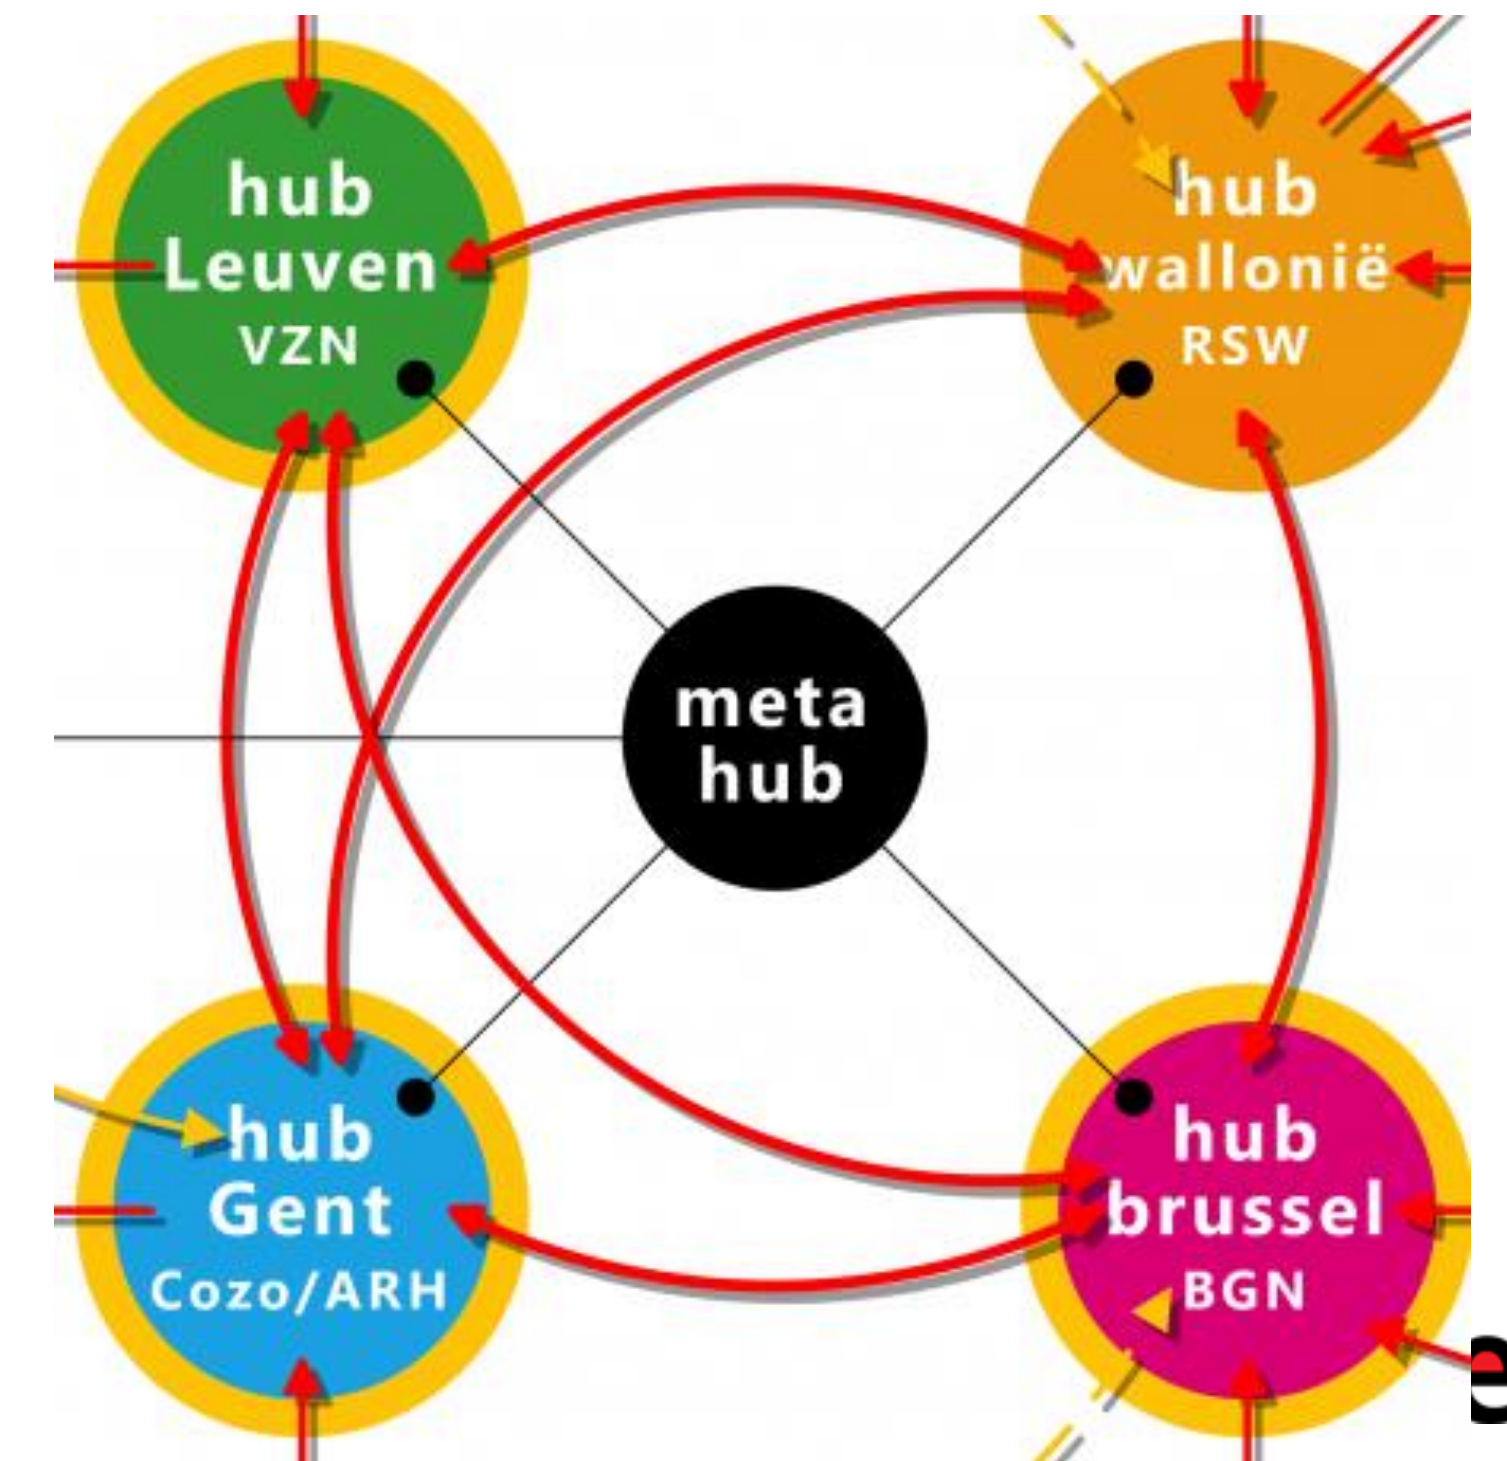 hub
Leuven
VZN
hub
wallonië
RSW
meta
hub
hub
Gent
Cozo/ARH
hub
brussel
BGN
e